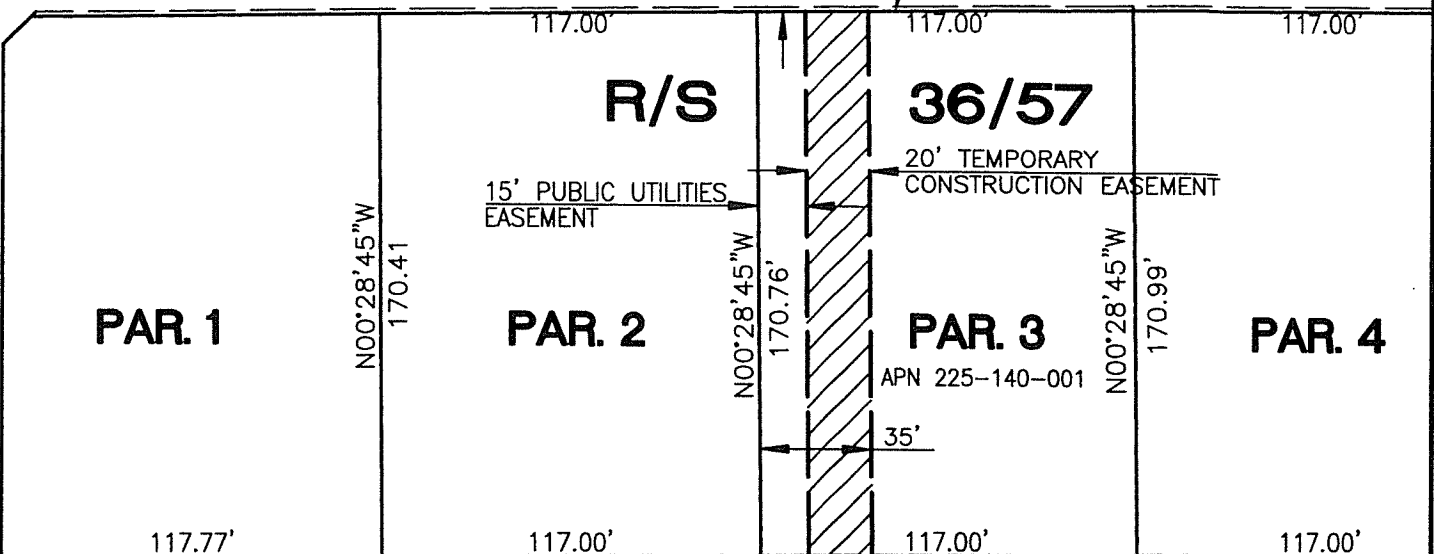 117.00'
117.00'
117.00'
R/S
36/57
20' TEMPORARY
CONSTRUCTION EASEMENT
15' PUBLIC UTILITIES
EASEMENT
N00°28'45"W
170.41
N00°28'45"W
170.76'
N00°28'45"W
170.99'
PAR. 1
PAR. 2
PAR. 3
PAR. 4
APN 225-140-001
35'
117.77'
117.00'
117.00'
117.00'